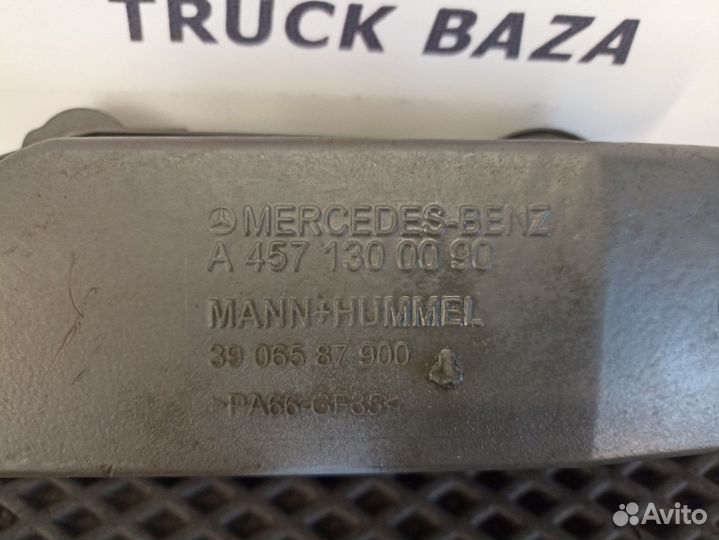 TRUCK BAZA
MERCEDES-BENZ
A 457 130 00 90
MANN+HUMMEL
39 065 87 900
>PA66-GF35<
Avito